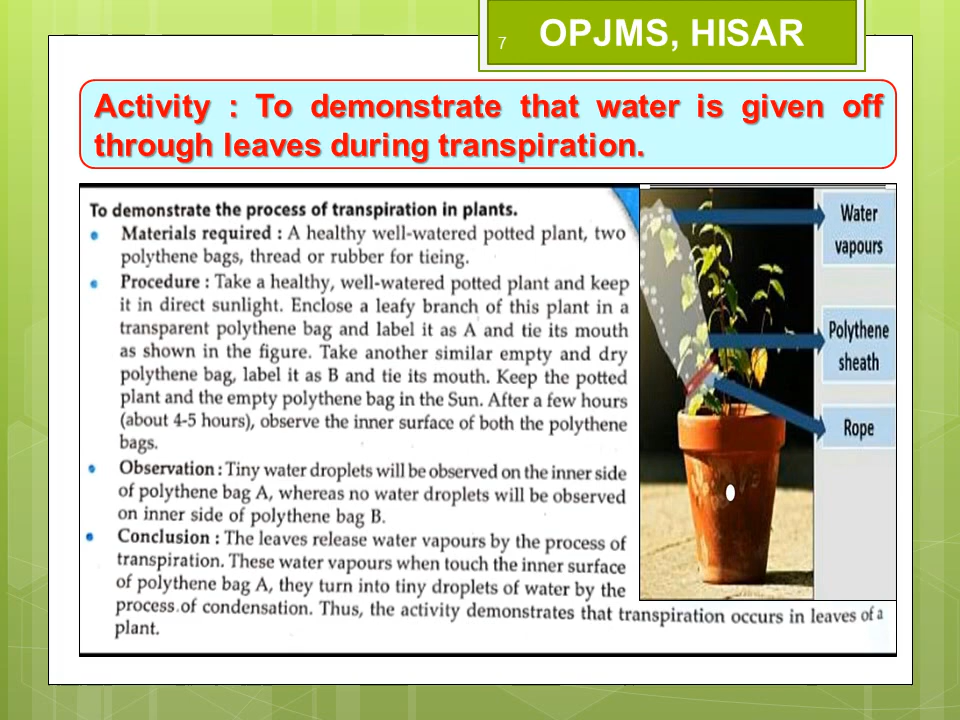 7
OPJMS, HISAR
Activity : To demonstrate that water is given off
through leaves during transpiration.
To demonstrate the process of transpiration in plants.
Materials required : A healthy well-watered potted plant, two
polythene bags, thread or rubber for tieing.
Procedure : Take a healthy, well-watered potted plant and keep
it in direct sunlight. Enclose a leafy branch of this plant in a
transparent polythene bag and label it as A and tie its mouth
as shown in the figure. Take another similar empty and dry
polythene bag, label it as B and tie its mouth. Keep the potted
plant and the empty polythene bag in the Sun. After a few hours
(about 4-5 hours), observe the inner surface of both the polythene
bags.
Observation : Tiny water droplets will be observed on the inner side
of polythene bag A, whereas no water droplets will be observed
on inner side of polythene bag B.
Conclusion : The leaves release water vapours by the process of
transpiration. These water vapours when touch the inner surface
of polythene bag A, they turn into tiny droplets of water by the
process of condensation. Thus, the activity demonstrates that transpiration occurs in leaves of a
plant.
Water
vapours
Polythene
sheath
Rope